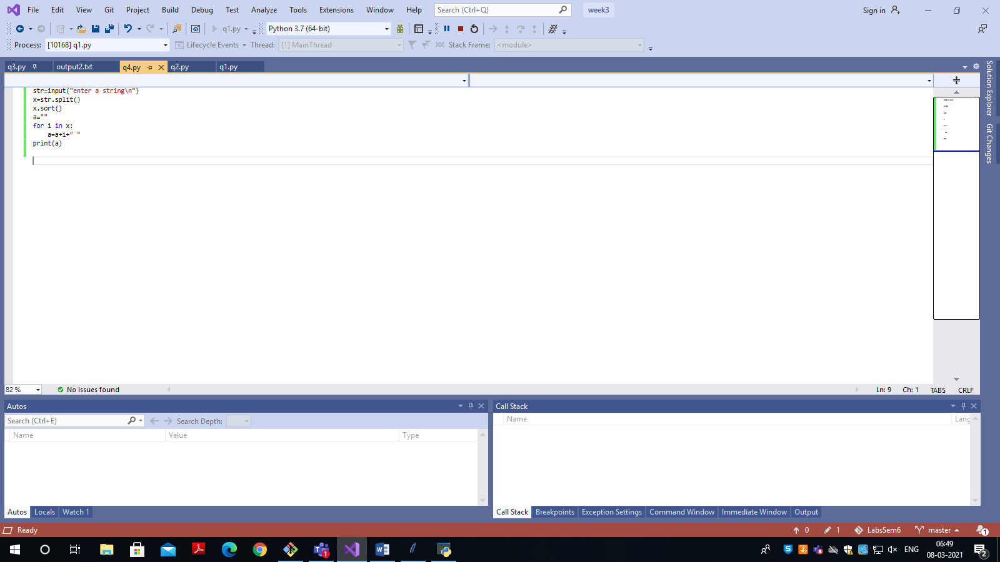 File Edit View Git Project Build Debug Test Analyze Tools Extensions Window Help Search (Ctrl+Q) week3 Sign in
q1.py Python 3.7 (64-bit)
Process: [10168] q1.py Lifecycle Events Thread: [1] MainThread Stack Frame: <module>
q3.py output2.txt q4.py q2.py q1.py
str=input("enter a string\n")
x=str.split()
x.sort()
a=""
for i in x:
    a=a+i+" "
print(a)
Solution Explorer
Git Changes
82 % No issues found Ln: 9 Ch: 1 TABS CRLF
Autos
Search (Ctrl+E) Search Depth:
Name Value Type
Autos Locals Watch 1
Call Stack
Name Lang
Call Stack Breakpoints Exception Settings Command Window Immediate Window Output
Ready 0 1 LabsSem6 master 1
1 ENG 06:49
08-03-2021 2